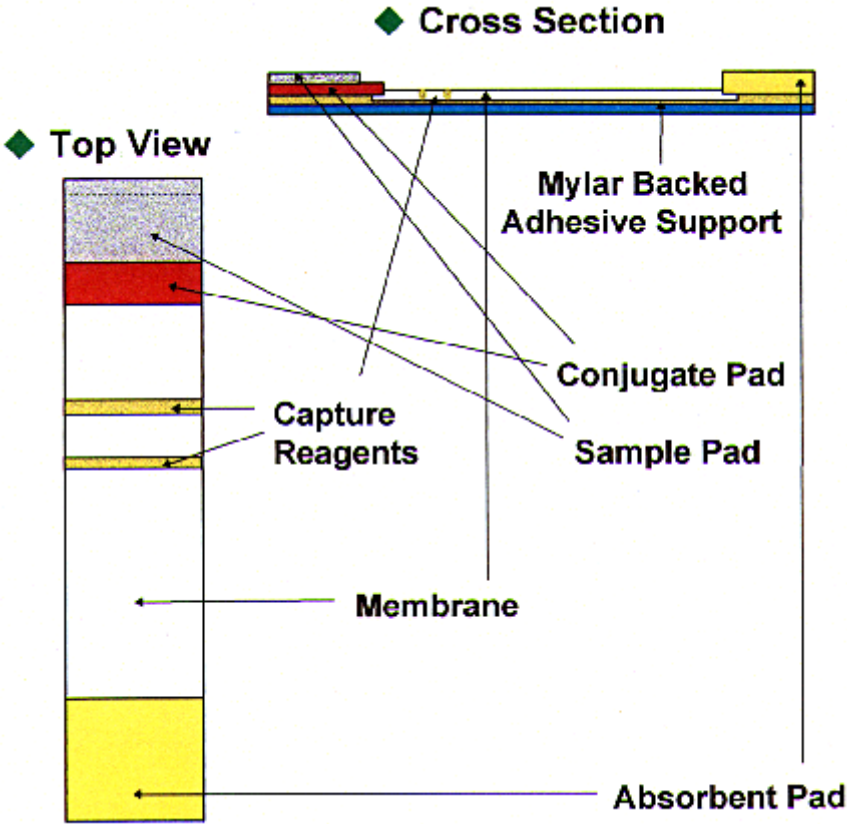 Cross Section
Top View
Mylar Backed
Adhesive Support
Conjugate Pad
Capture
Reagents
Sample Pad
Membrane
Absorbent Pad